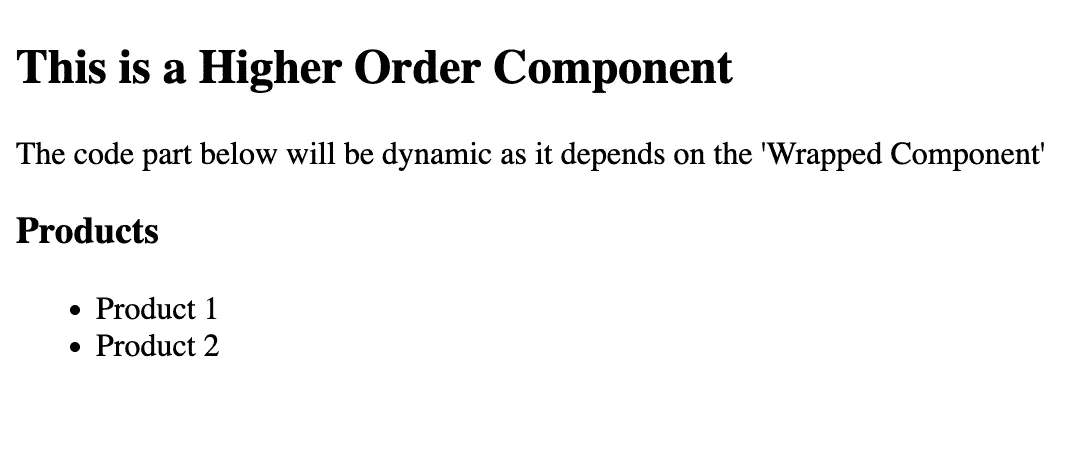 This is a Higher Order Component
The code part below will be dynamic as it depends on the 'Wrapped Component'
Products
• Product 1
• Product 2